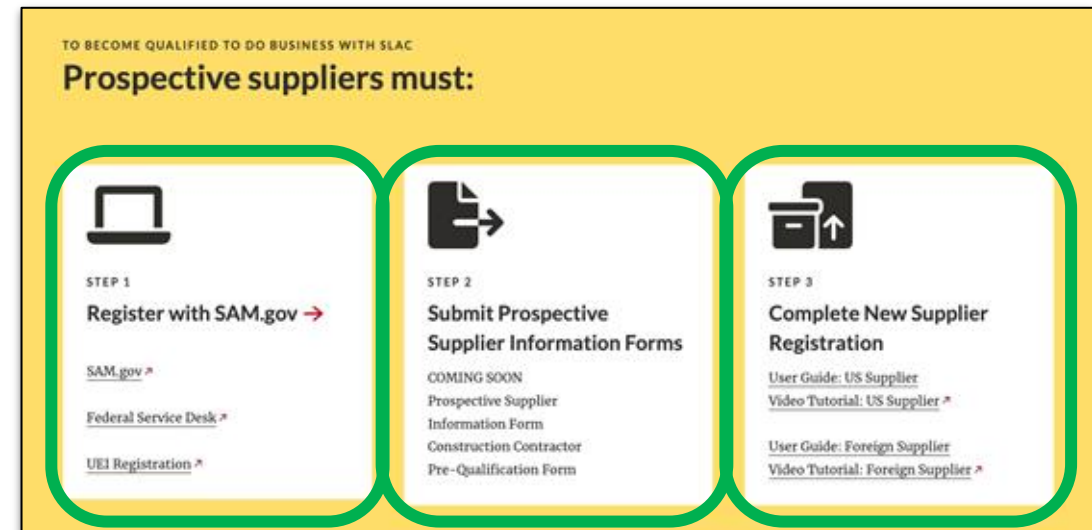 TO BECOME QUALIFIED TO DO BUSINESS WITH SLAC
Prospective suppliers must:
STEP 1
Register with SAM.gov →
SAM.gov ↗
Federal Service Desk ↗
UEI Registration ↗
STEP 2
Submit Prospective
Supplier Information Forms
COMING SOON
Prospective Supplier
Information Form
Construction Contractor
Pre-Qualification Form
STEP 3
Complete New Supplier
Registration
User Guide: US Supplier
Video Tutorial: US Supplier ↗
User Guide: Foreign Supplier
Video Tutorial: Foreign Supplier ↗